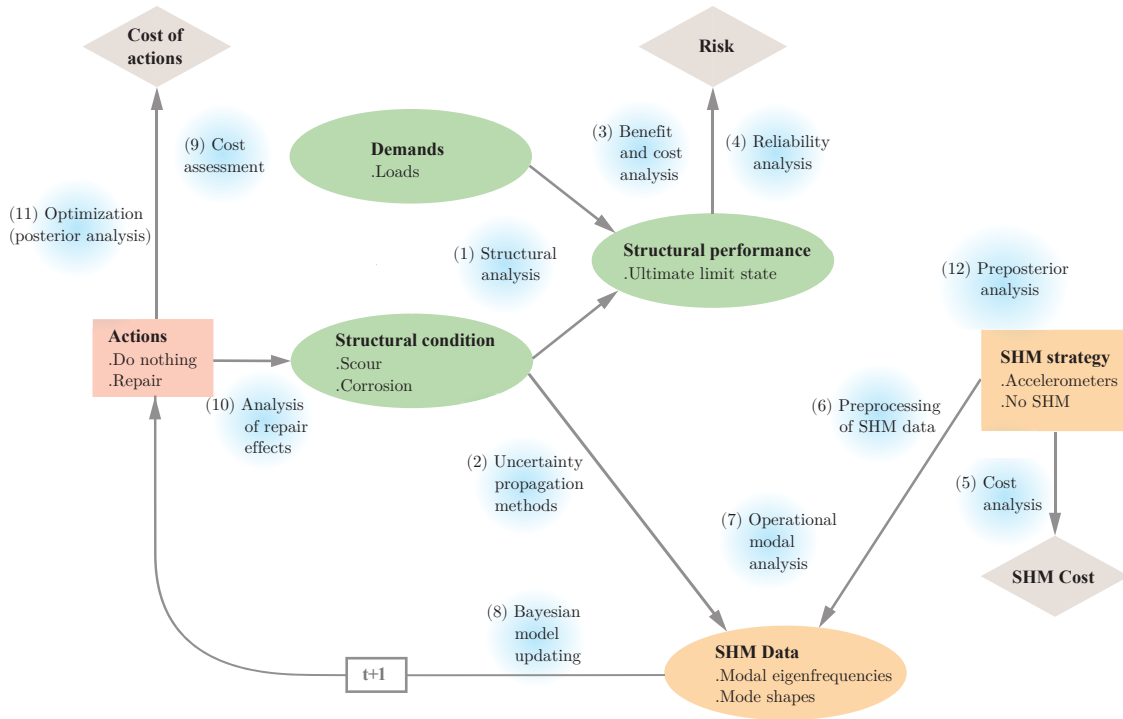 Cost of
actions
Risk
(9) Cost
assessment
Demands
.Loads
(3) Benefit
and cost
analysis
(4) Reliability
analysis
(11) Optimization
(posterior analysis)
(1) Structural
analysis
Structural performance
.Ultimate limit state
(12) Preposterior
analysis
Actions
.Do nothing
.Repair
Structural condition
.Scour
.Corrosion
SHM strategy
.Accelerometers
.No SHM
(10) Analysis
of repair
effects
(6) Preprocessing
of SHM data
(2) Uncertainty
propagation
methods
(5) Cost
analysis
(7) Operational
modal
analysis
SHM Cost
(8) Bayesian
model
updating
t+1
SHM Data
.Modal eigenfrequencies
.Mode shapes